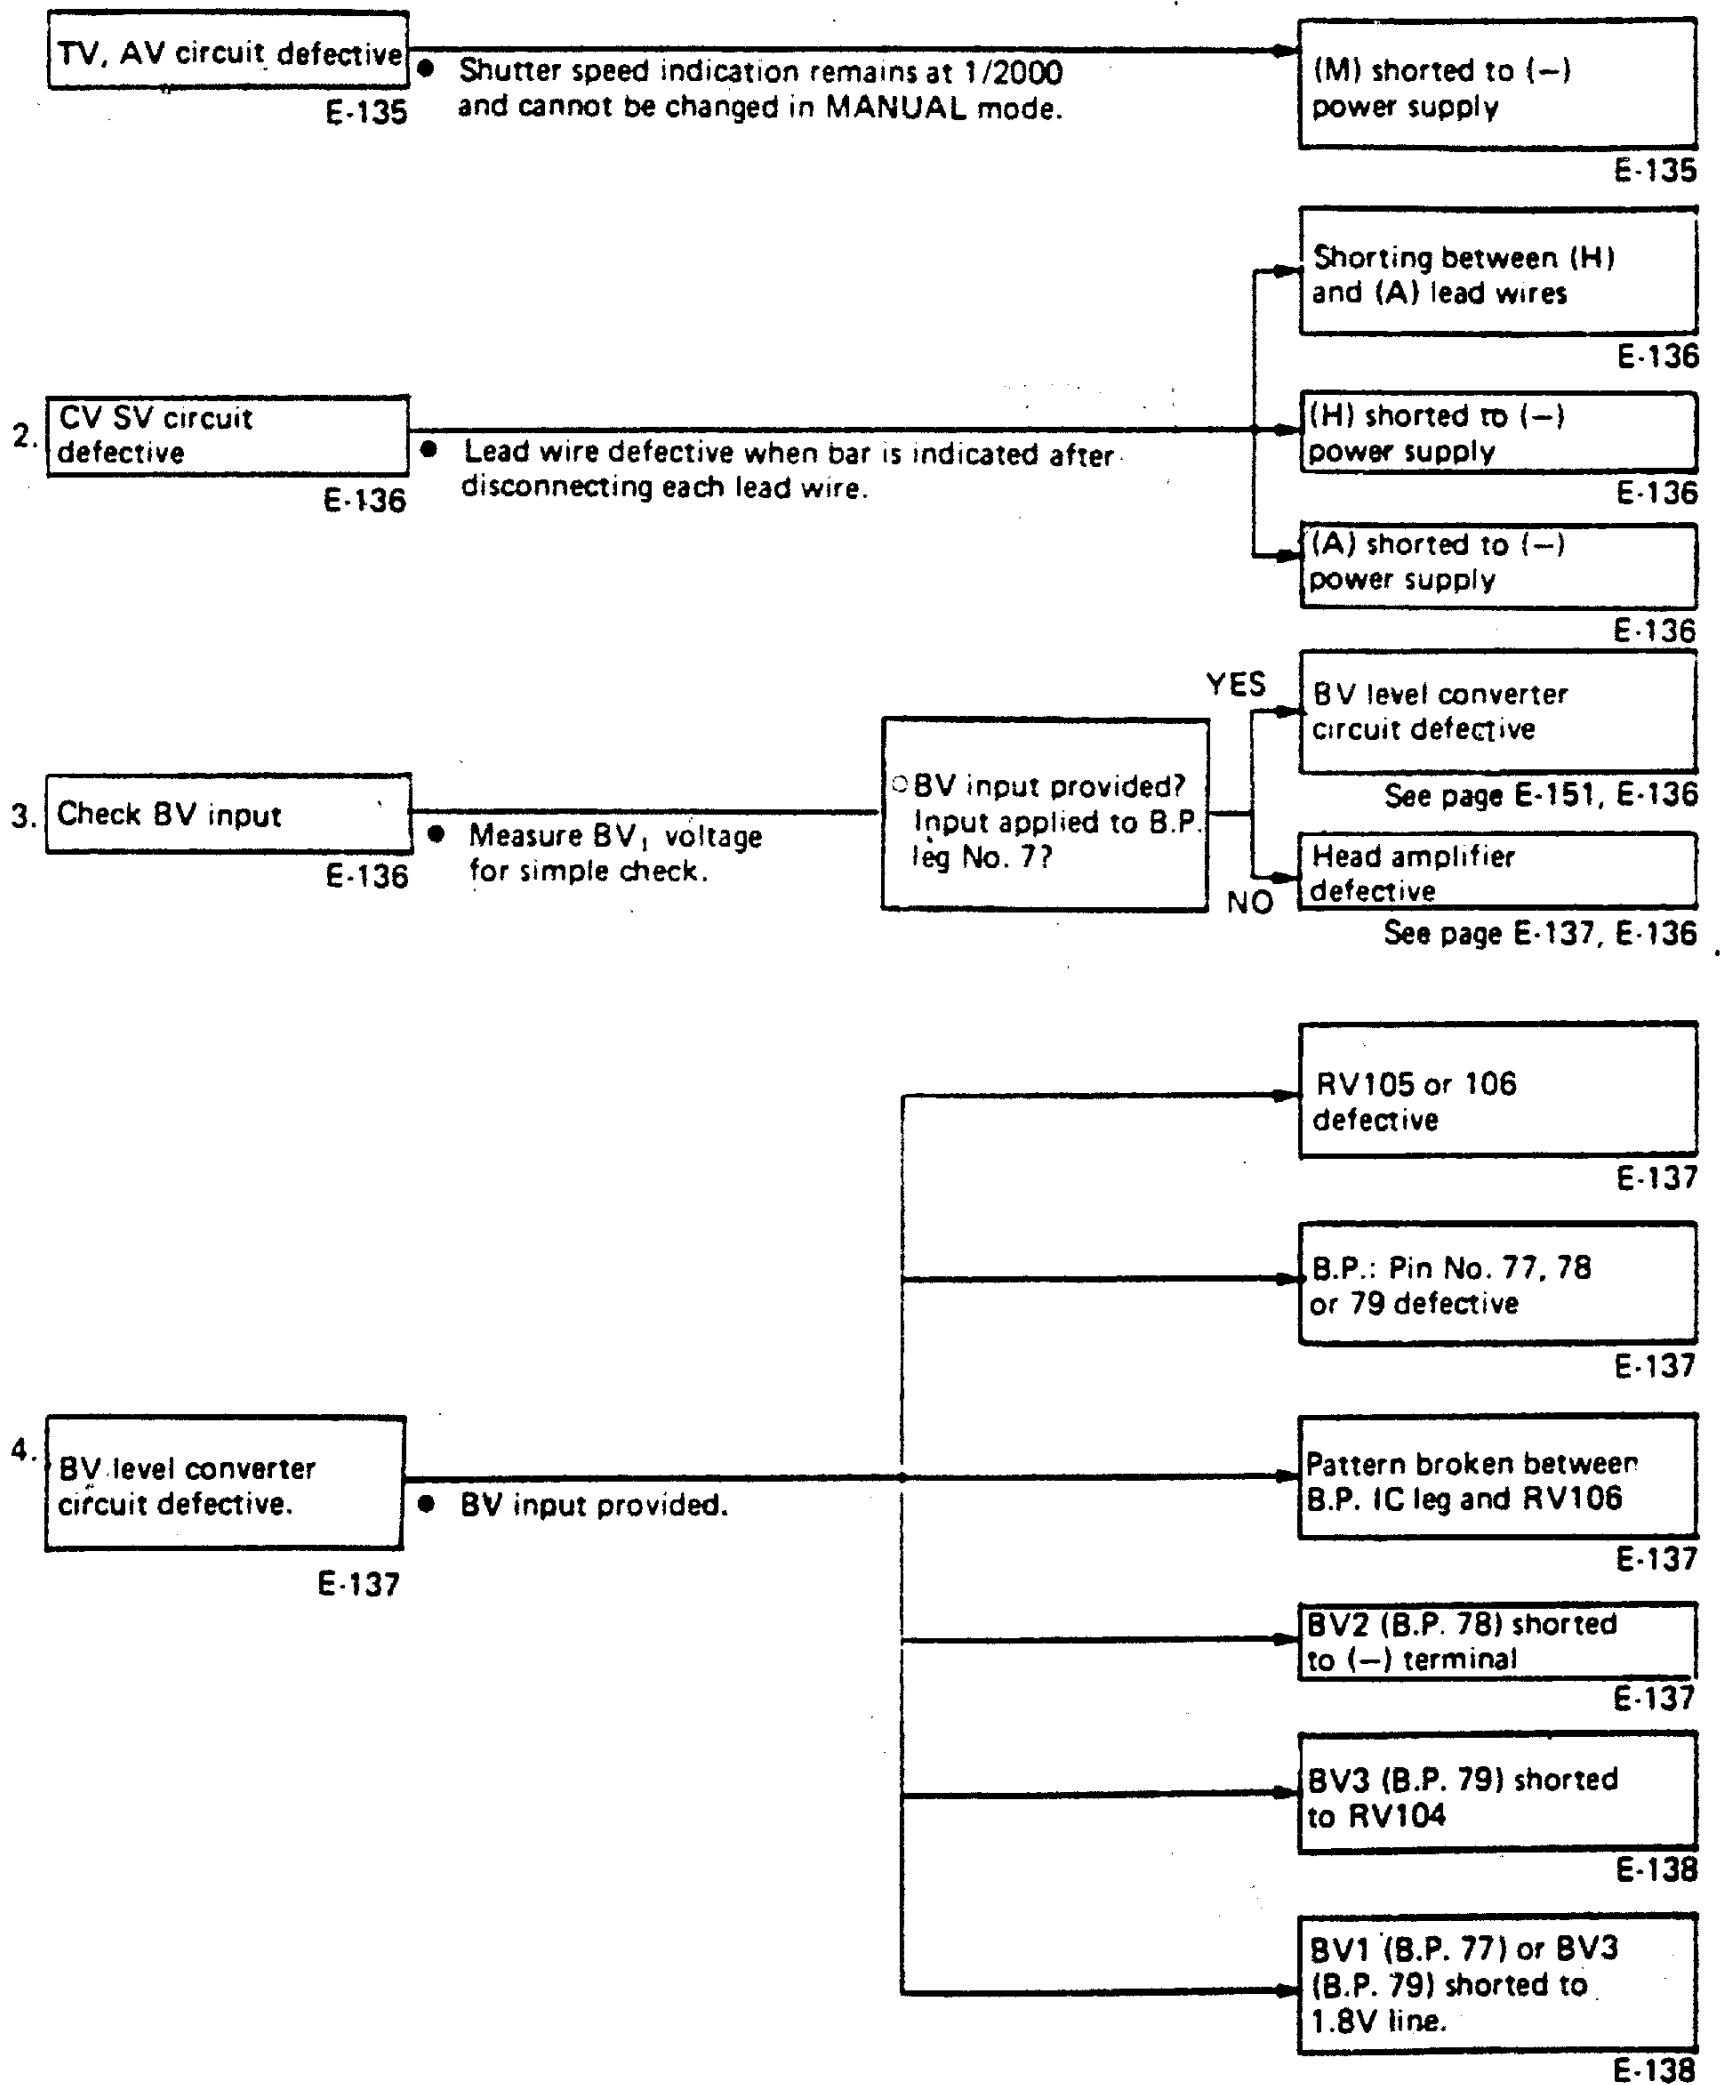 TV, AV circuit defective
E-135
● Shutter speed indication remains at 1/2000
and cannot be changed in MANUAL mode.
(M) shorted to (−)
power supply
E-135
Shorting between (H)
and (A) lead wires
E-136
2.
CV SV circuit
defective
E-136
● Lead wire defective when bar is indicated after
disconnecting each lead wire.
(H) shorted to (−)
power supply
E-136
(A) shorted to (−)
power supply
E-136
3.
Check BV input
E-136
● Measure BV₁ voltage
for simple check.
○ BV input provided?
Input applied to B.P.
leg No. 7?
YES
BV level converter
circuit defective
See page E-151, E-136
NO
Head amplifier
defective
See page E-137, E-136
RV105 or 106
defective
E-137
B.P.: Pin No. 77, 78
or 79 defective
E-137
4.
BV level converter
circuit defective.
E-137
● BV input provided.
Pattern broken between
B.P. IC leg and RV106
E-137
BV2 (B.P. 78) shorted
to (−) terminal
E-137
BV3 (B.P. 79) shorted
to RV104
E-138
BV1 (B.P. 77) or BV3
(B.P. 79) shorted to
1.8V line.
E-138